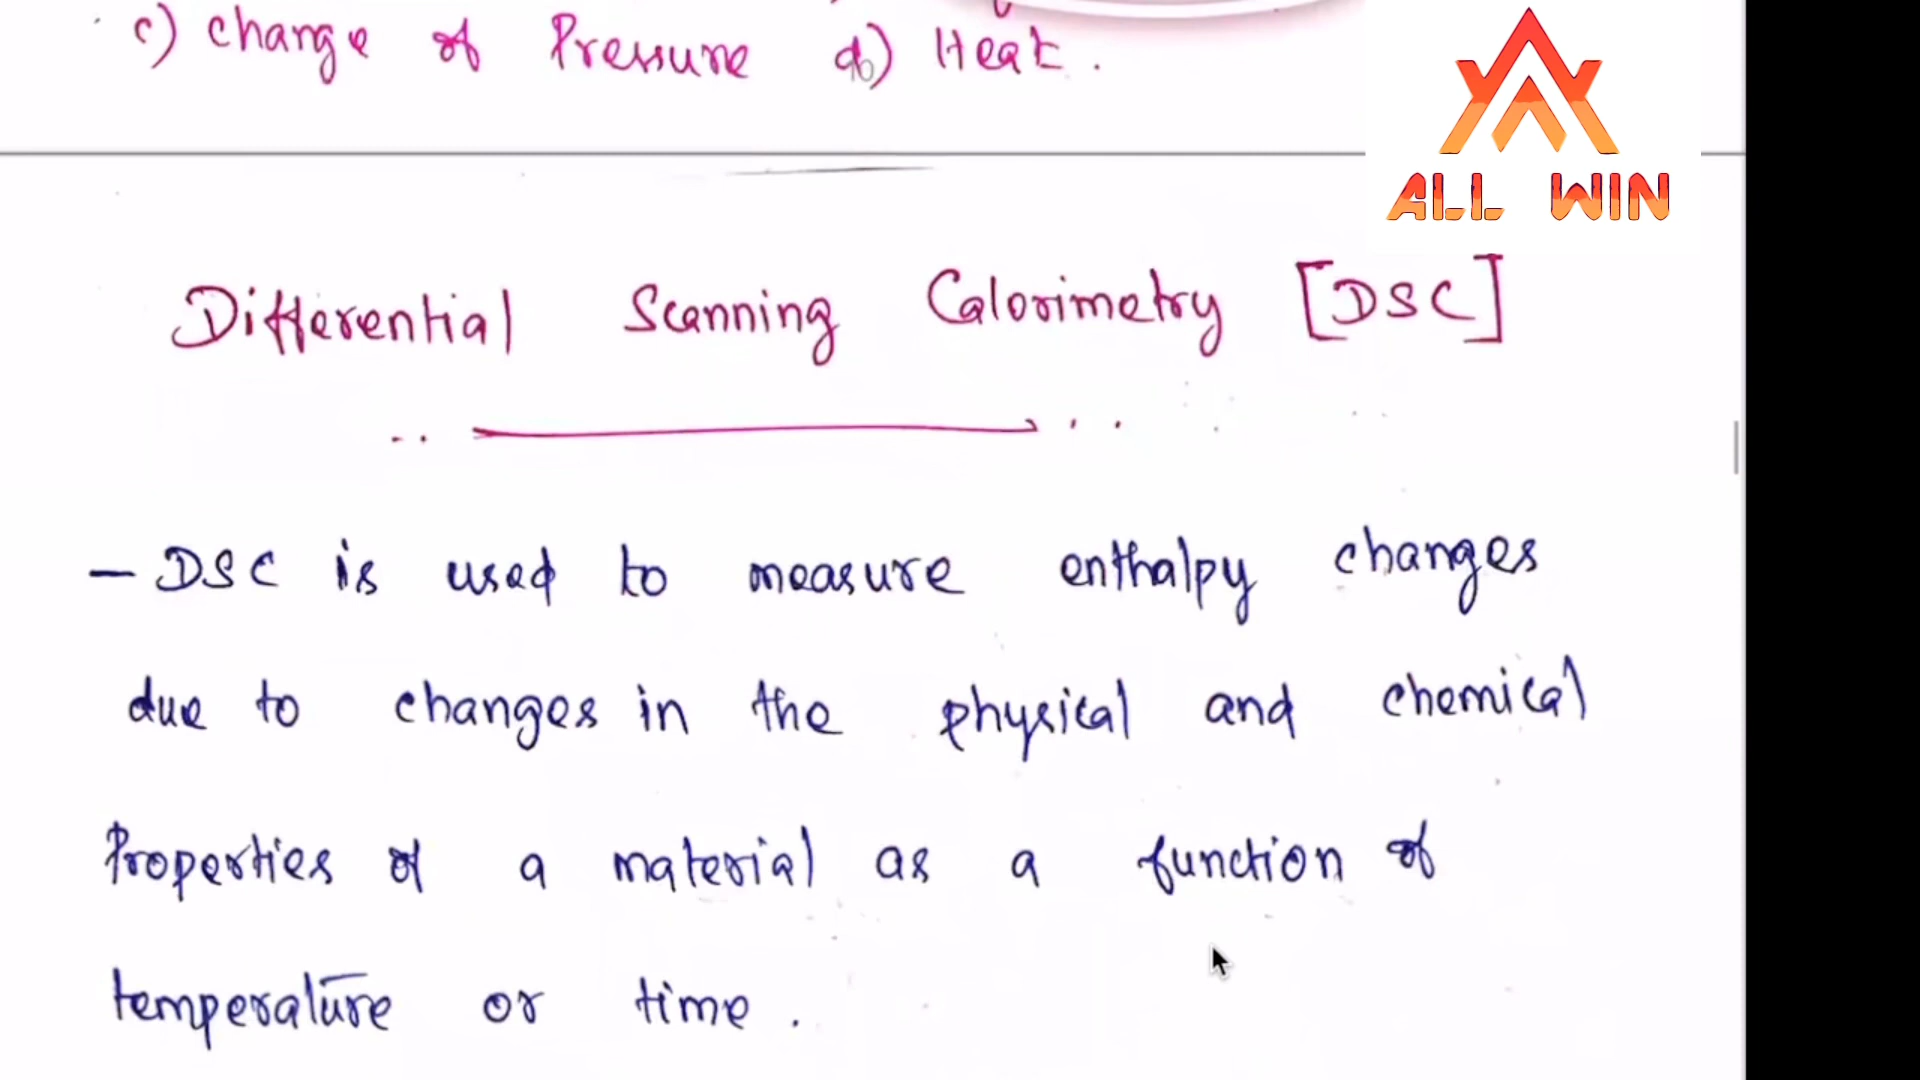 c) change of Pressure d) Heat.
ALL WIN
Differential Scanning Calorimetry [DSC]
- DSC is used to measure enthalpy changes
due to changes in the physical and chemical
Properties of a material as a function of
temperature or time.